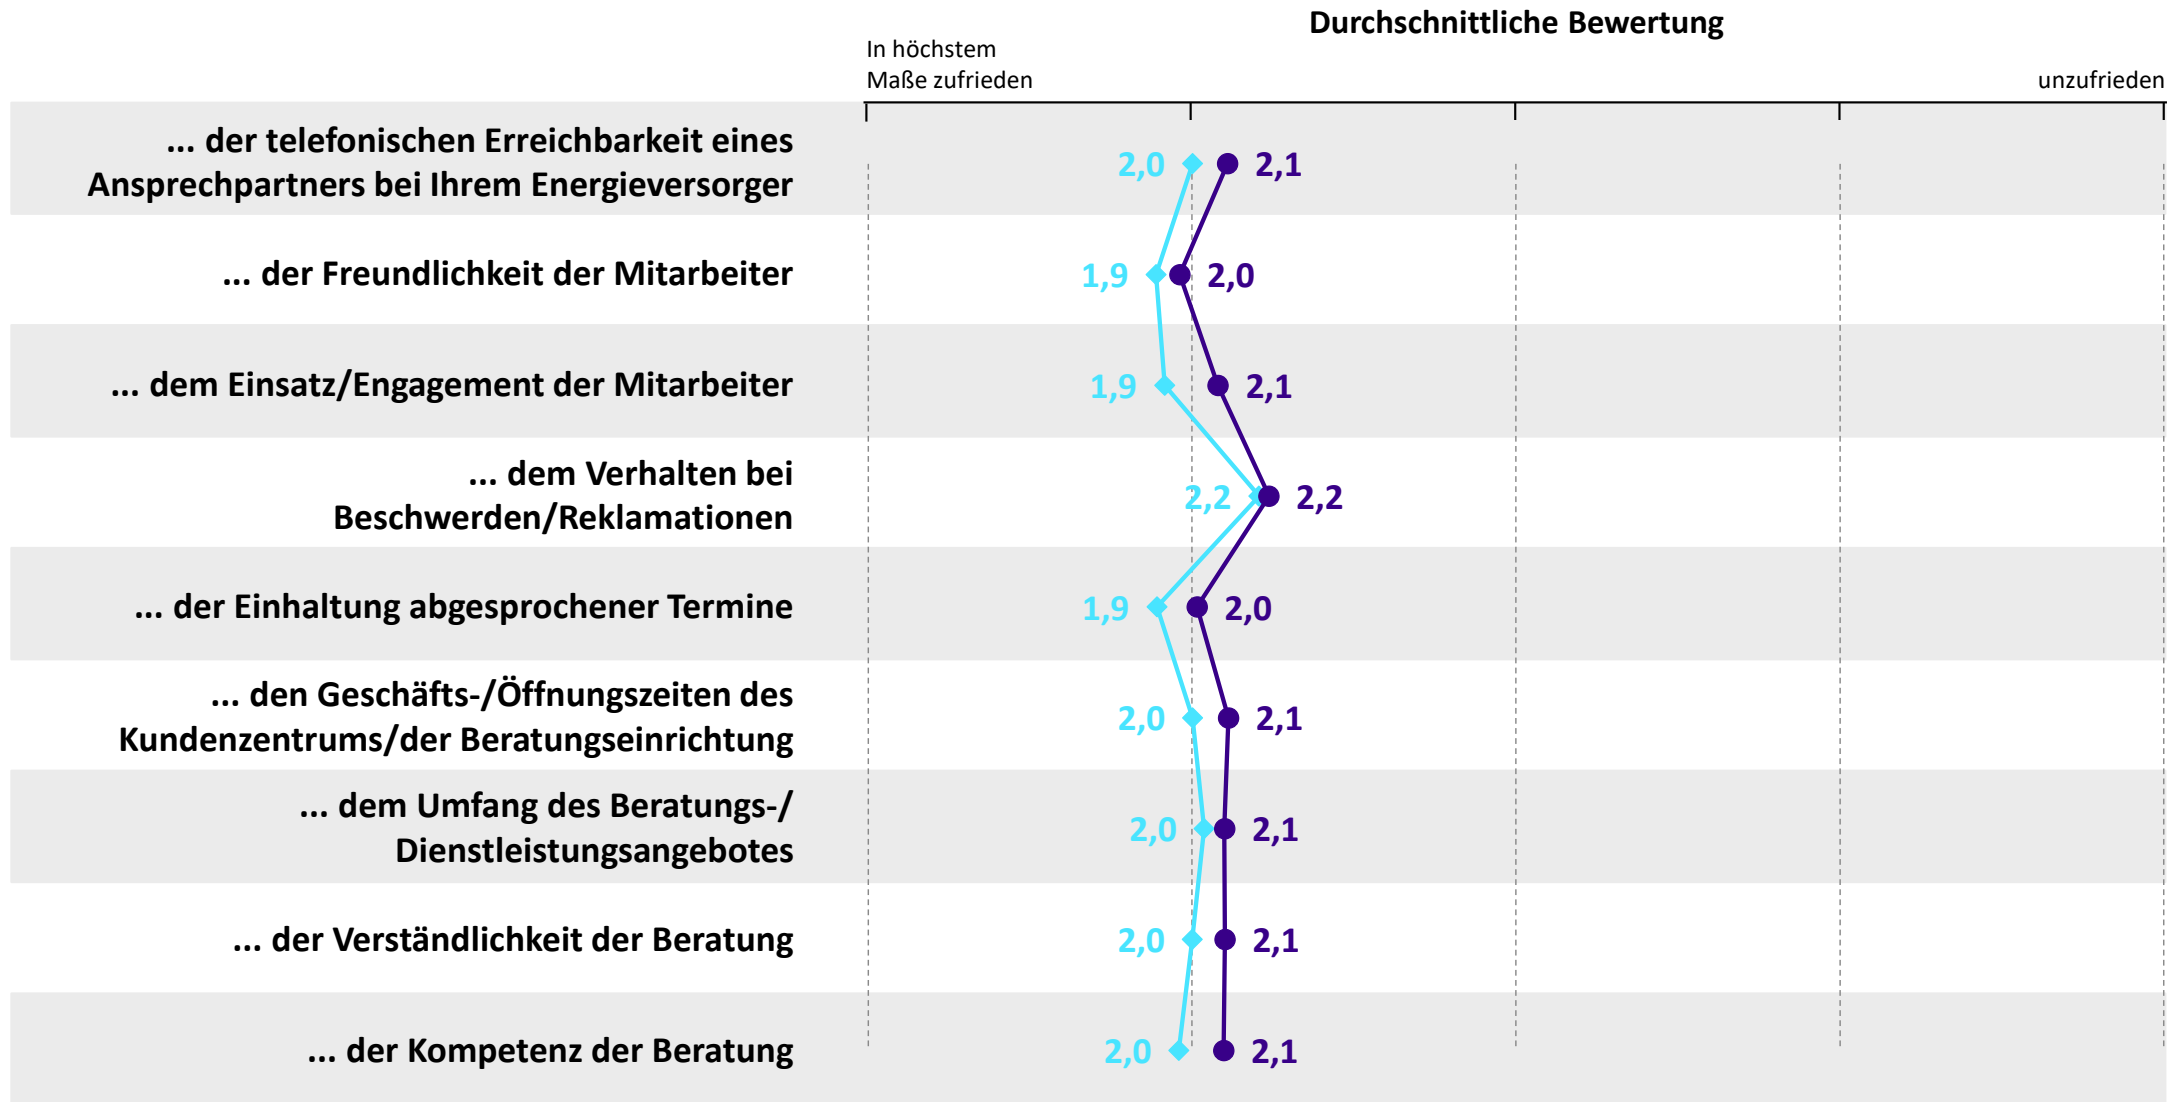 Durchschnittliche Bewertung
In höchstem
Maße zufrieden
unzufrieden
... der telefonischen Erreichbarkeit eines
Ansprechpartners bei Ihrem Energieversorger
2,0
2,1
... der Freundlichkeit der Mitarbeiter
1,9
2,0
... dem Einsatz/Engagement der Mitarbeiter
1,9
2,1
... dem Verhalten bei
Beschwerden/Reklamationen
2,2
2,2
... der Einhaltung abgesprochener Termine
1,9
2,0
... den Geschäfts-/Öffnungszeiten des
Kundenzentrums/der Beratungseinrichtung
2,0
2,1
... dem Umfang des Beratungs-/
Dienstleistungsangebotes
2,0
2,1
... der Verständlichkeit der Beratung
2,0
2,1
... der Kompetenz der Beratung
2,0
2,1